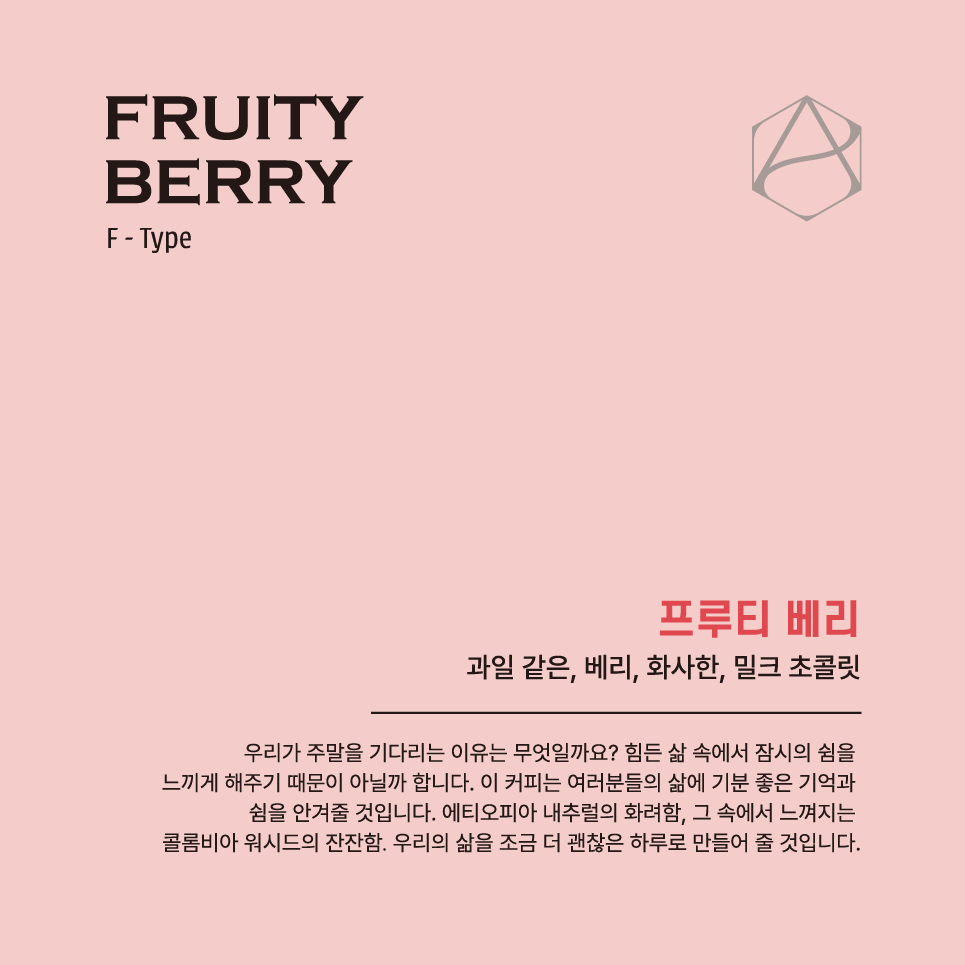 FRUITY
BERRY
F - Type
프루티 베리
과일 같은, 베리, 화사한, 밀크 초콜릿
우리가 주말을 기다리는 이유는 무엇일까요? 힘든 삶 속에서 잠시의 쉼을
느끼게 해주기 때문이 아닐까 합니다. 이 커피는 여러분들의 삶에 기분 좋은 기억과
쉼을 안겨줄 것입니다. 에티오피아 내추럴의 화려함, 그 속에서 느껴지는
콜롬비아 워시드의 잔잔함. 우리의 삶을 조금 더 괜찮은 하루로 만들어 줄 것입니다.